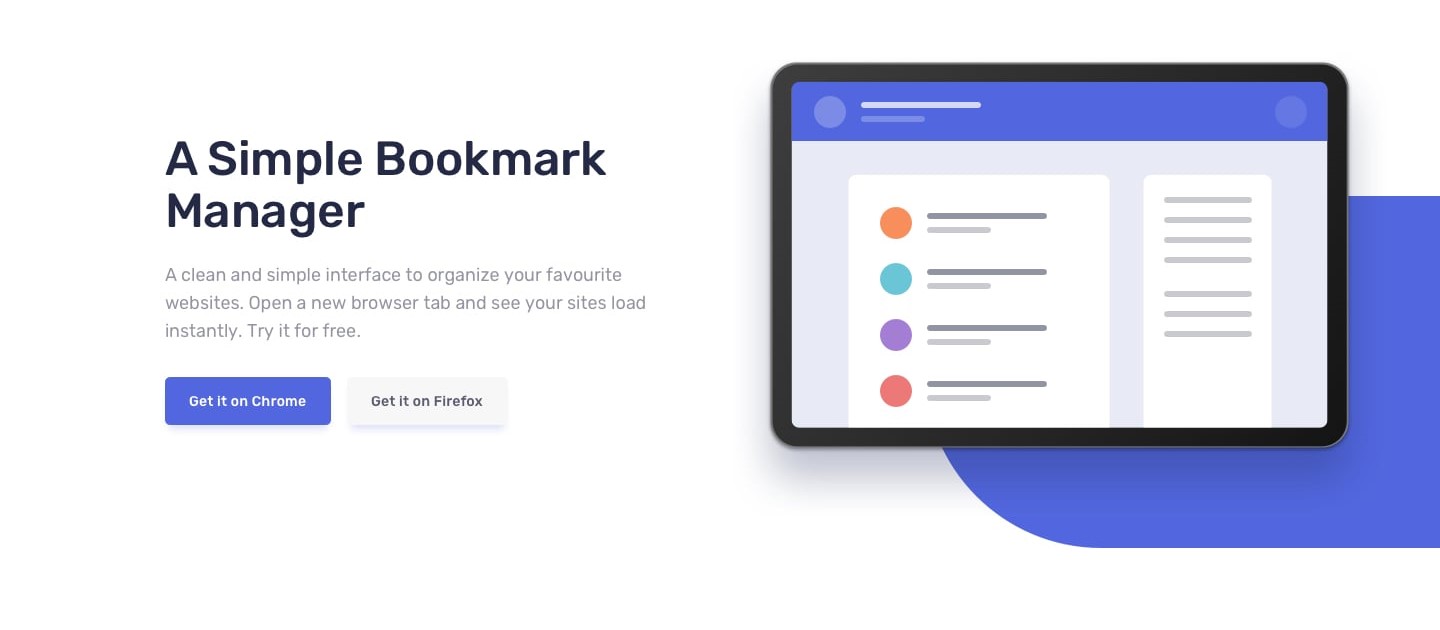 A Simple Bookmark
Manager
A clean and simple interface to organize your favourite
websites. Open a new browser tab and see your sites load
instantly. Try it for free.
Get it on Chrome
Get it on Firefox